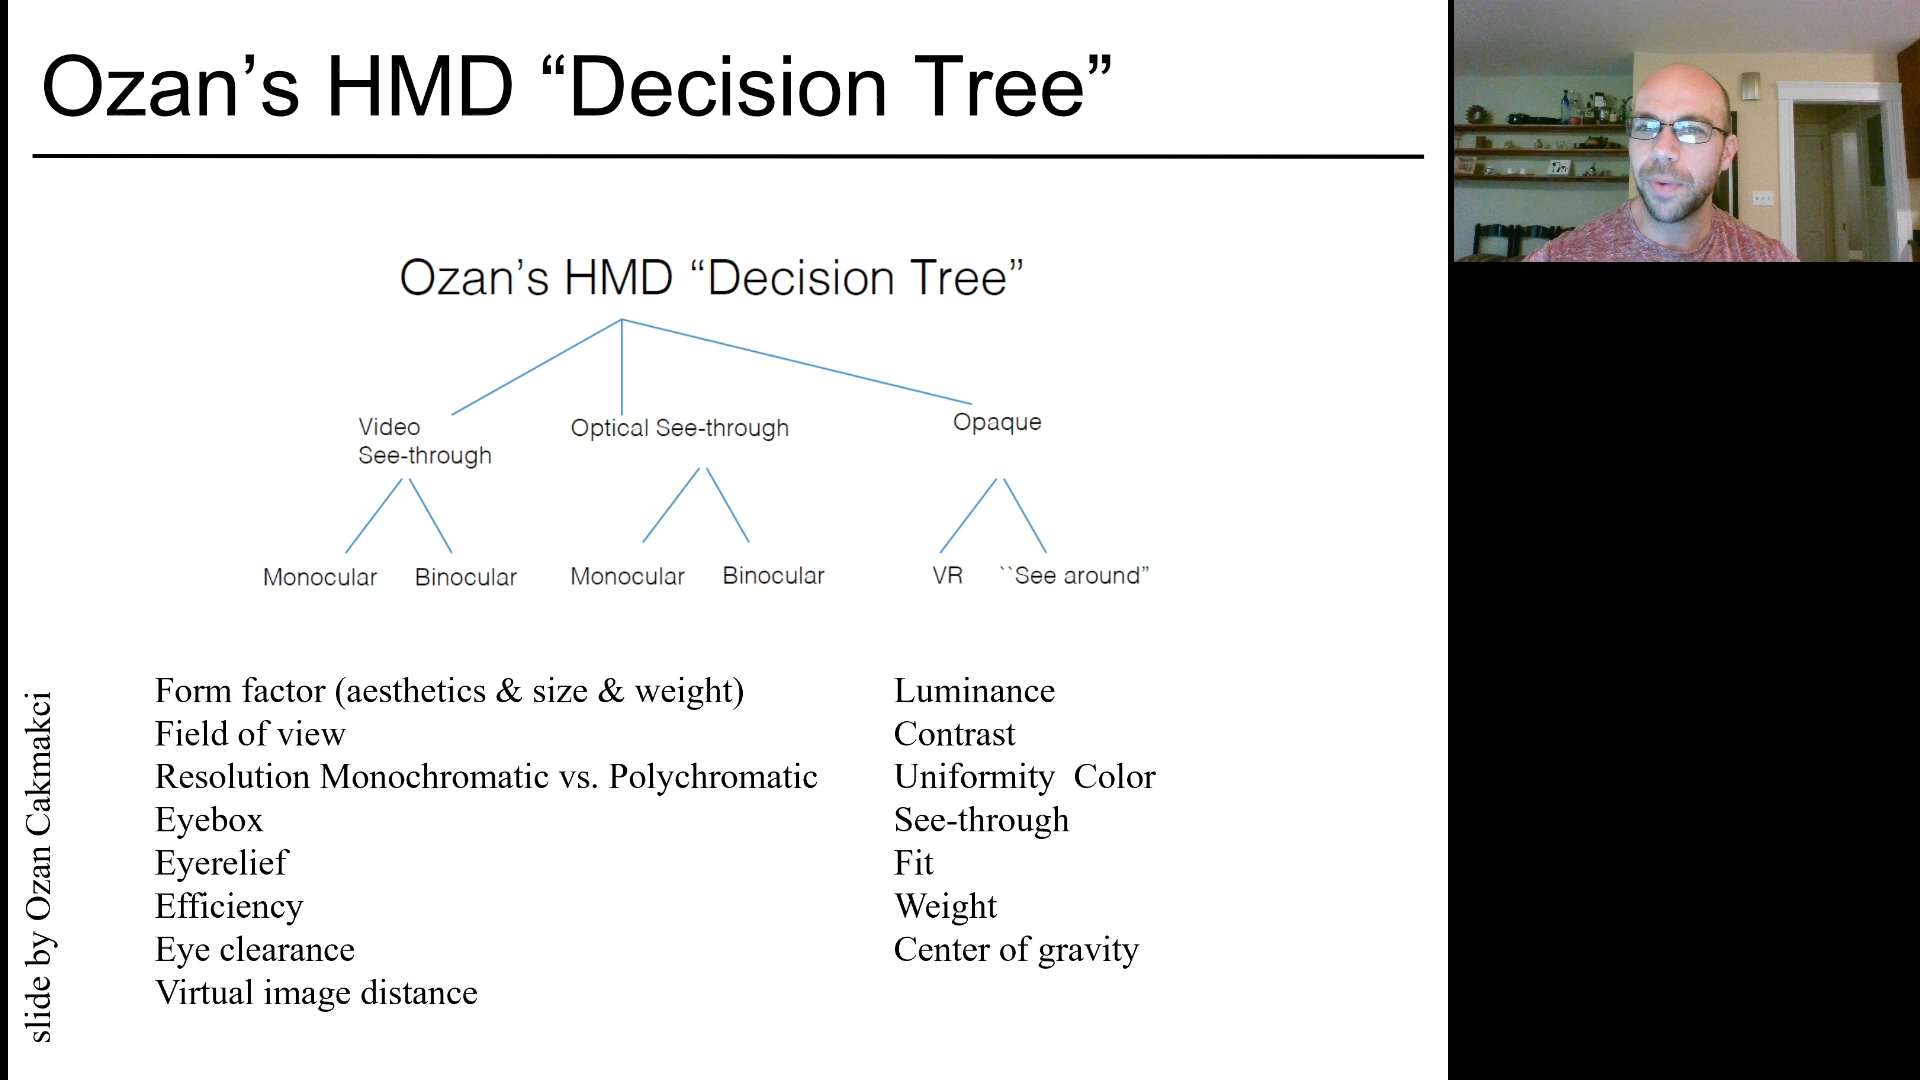 Ozan’s HMD “Decision Tree”
Ozan’s HMD “Decision Tree”
Video
See-through
Optical See-through
Opaque
Monocular
Binocular
Monocular
Binocular
VR
``See around”
Form factor (aesthetics & size & weight)
Field of view
Resolution Monochromatic vs. Polychromatic
Eyebox
Eyerelief
Efficiency
Eye clearance
Virtual image distance
Luminance
Contrast
Uniformity  Color
See-through
Fit
Weight
Center of gravity
slide by Ozan Cakmakci